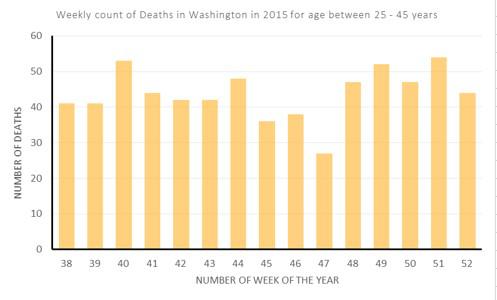 Weekly count of Deaths in Washington in 2015 for age between 25 - 45 years
NUMBER OF DEATHS
60
50
40
30
20
10
0
38 39 40 41 42 43 44 45 46 47 48 49 50 51 52
NUMBER OF WEEK OF THE YEAR